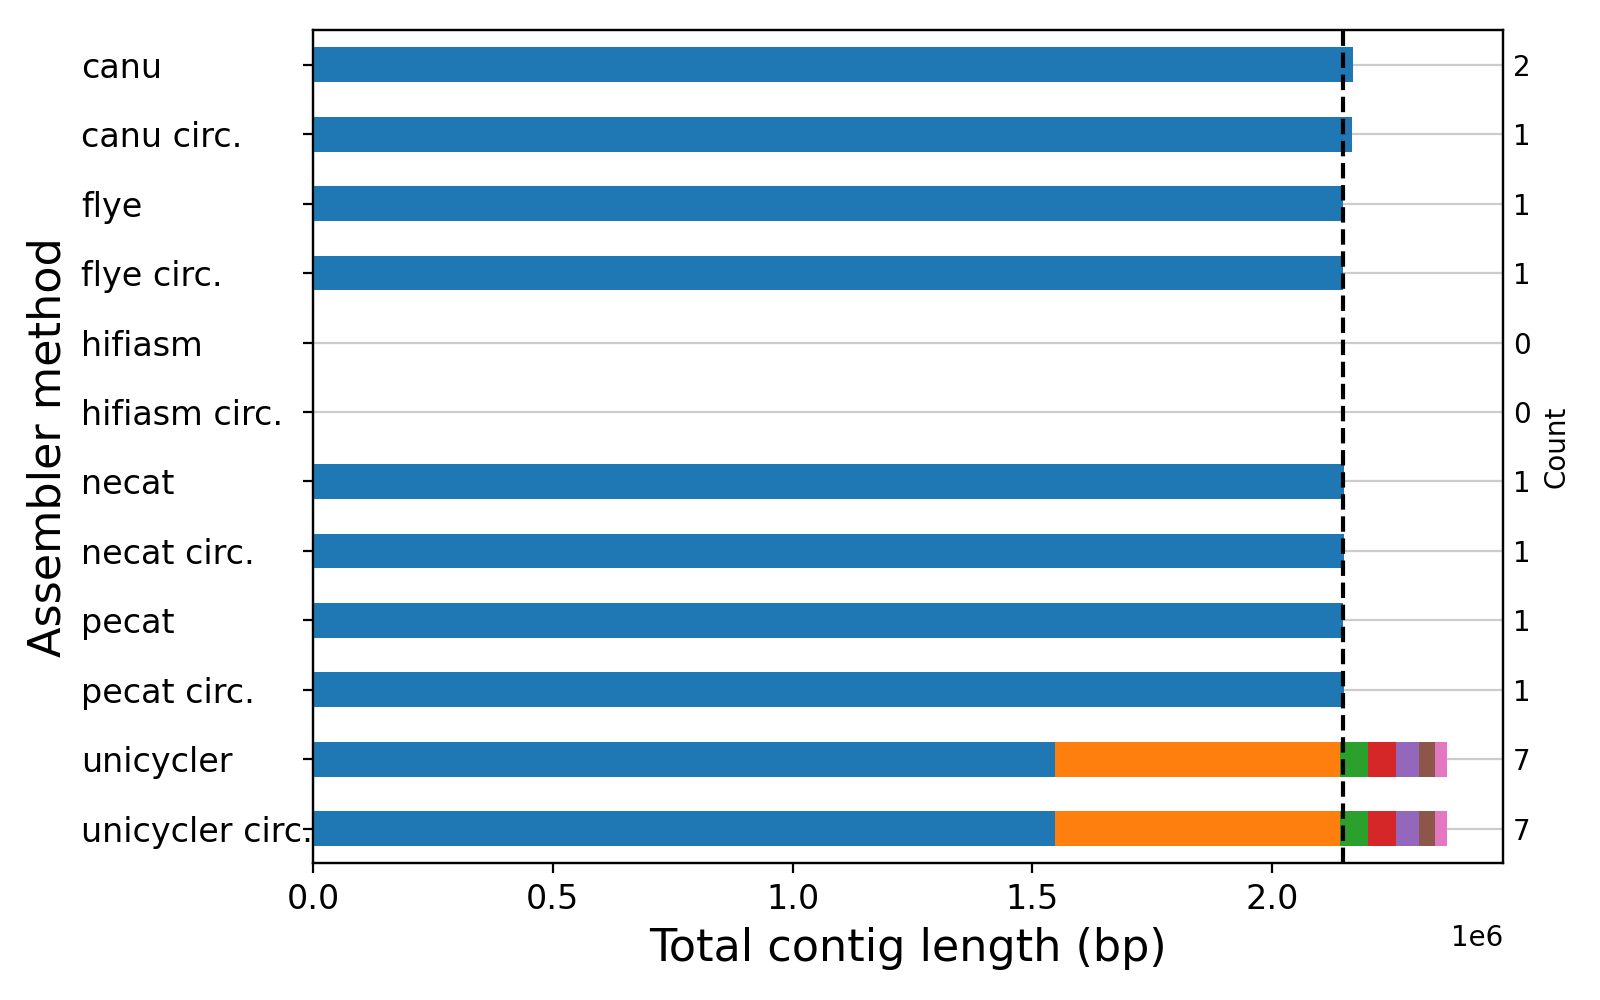 canu 2
canu circ. 1
flye 1
flye circ. 1
hifiasm 0
hifiasm circ. 0
necat 1
necat circ. 1
pecat 1
pecat circ. 1
unicycler 7
unicycler circ. 7
Assembler method
Count
0.0 0.5 1.0 1.5 2.0
1e6
Total contig length (bp)